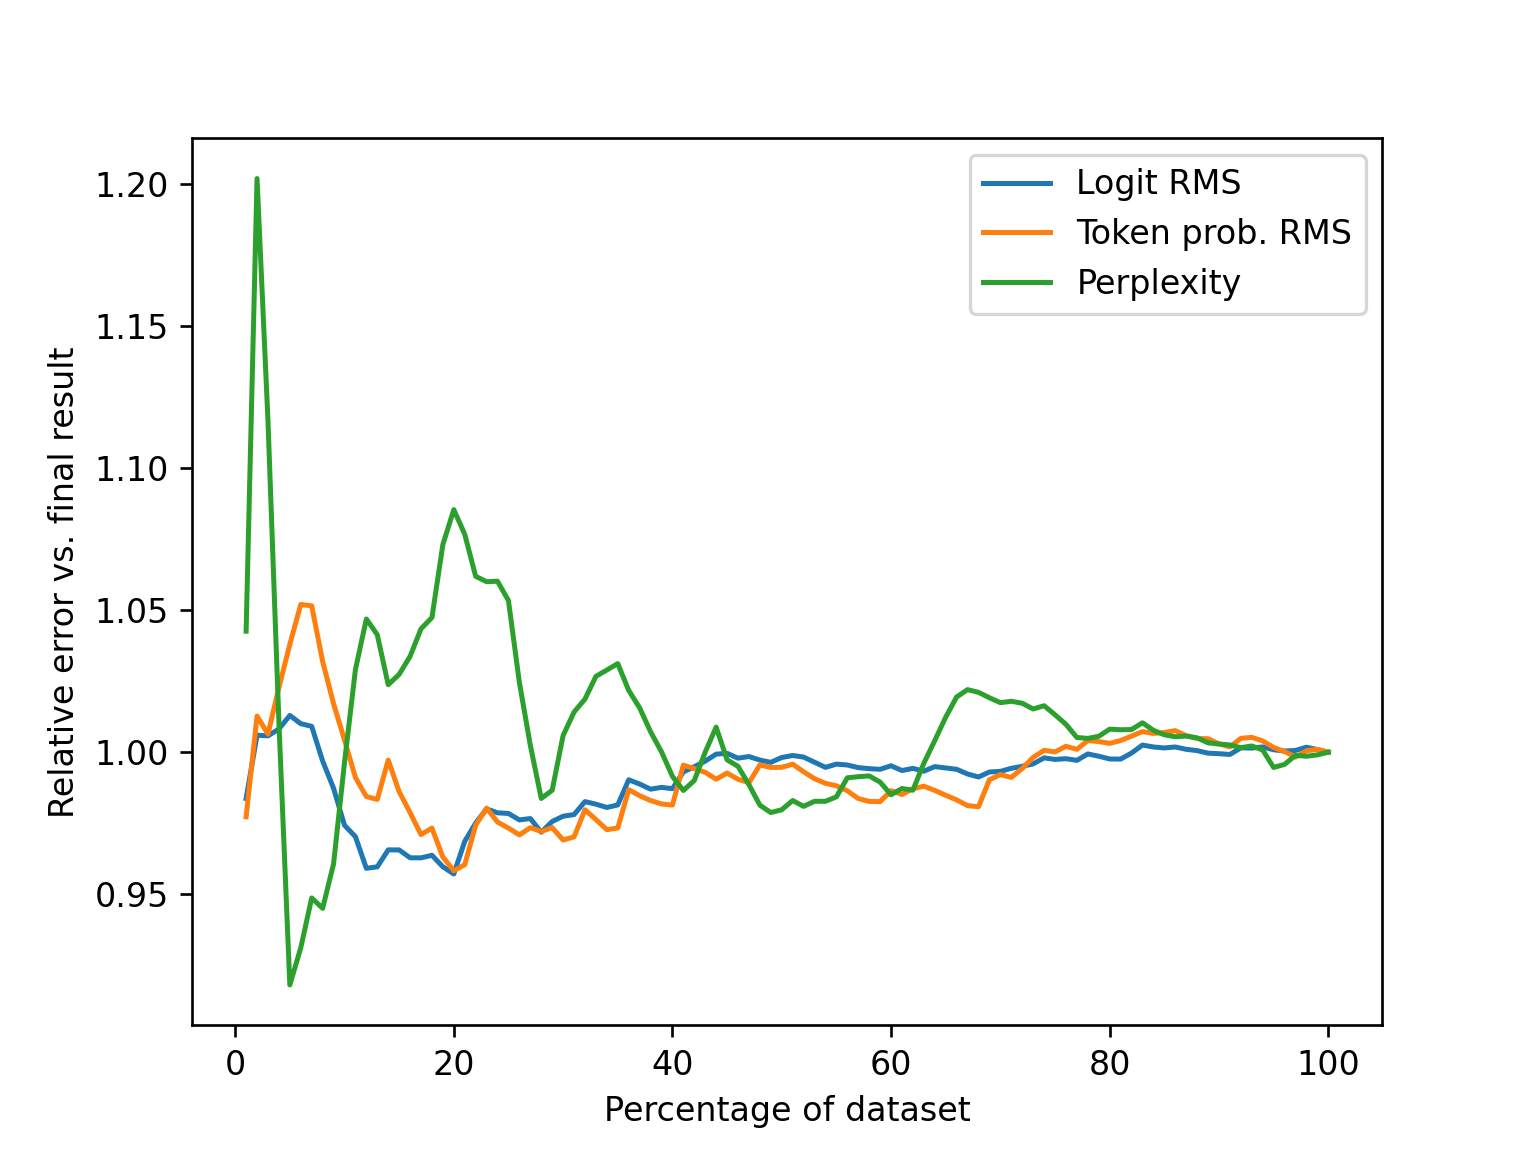 Logit RMS
Token prob. RMS
Perplexity
1.20
1.15
1.10
1.05
1.00
0.95
Relative error vs. final result
0 20 40 60 80 100
Percentage of dataset